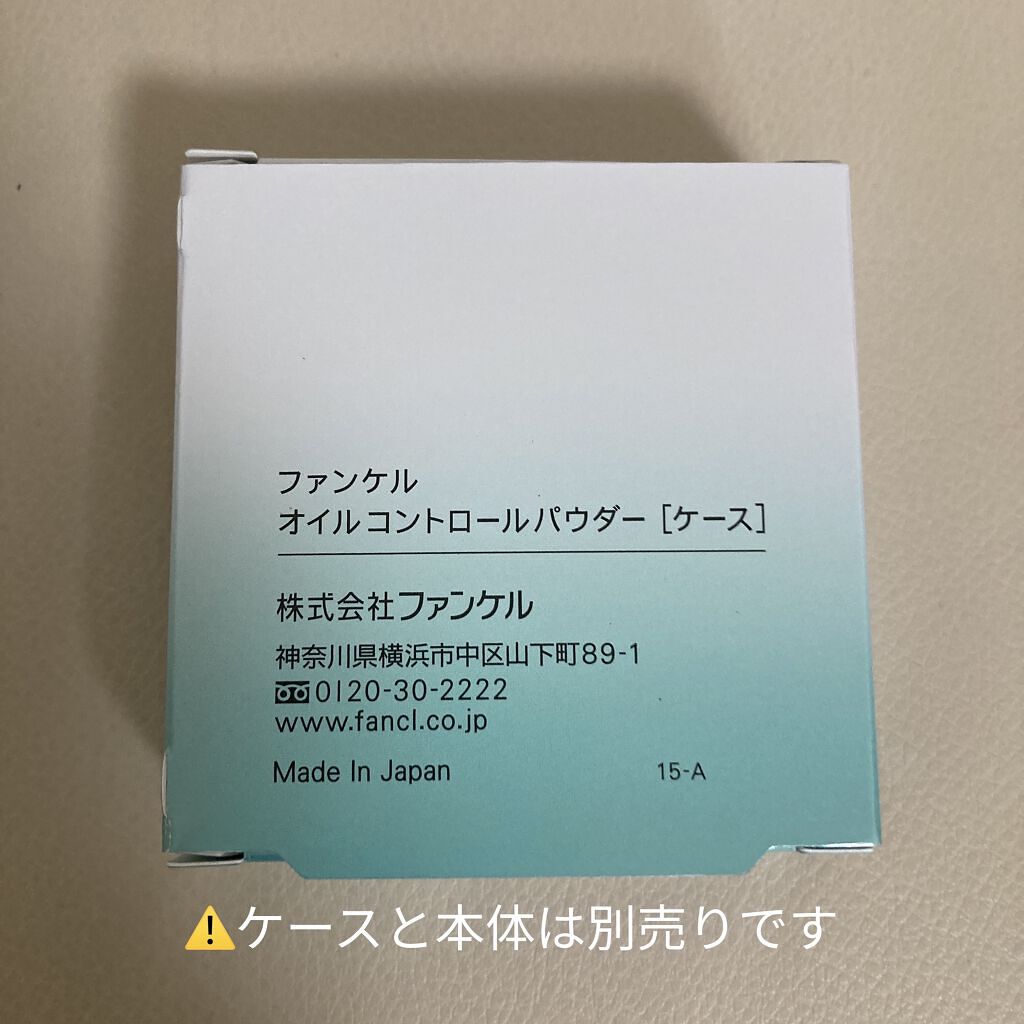 ファンケル
オイルコントロールパウダー［ケース］
株式会社ファンケル
神奈川県横浜市中区山下町89-1
0120-30-2222
www.fancl.co.jp
Made In Japan
15-A
⚠️ケースと本体は別売りです